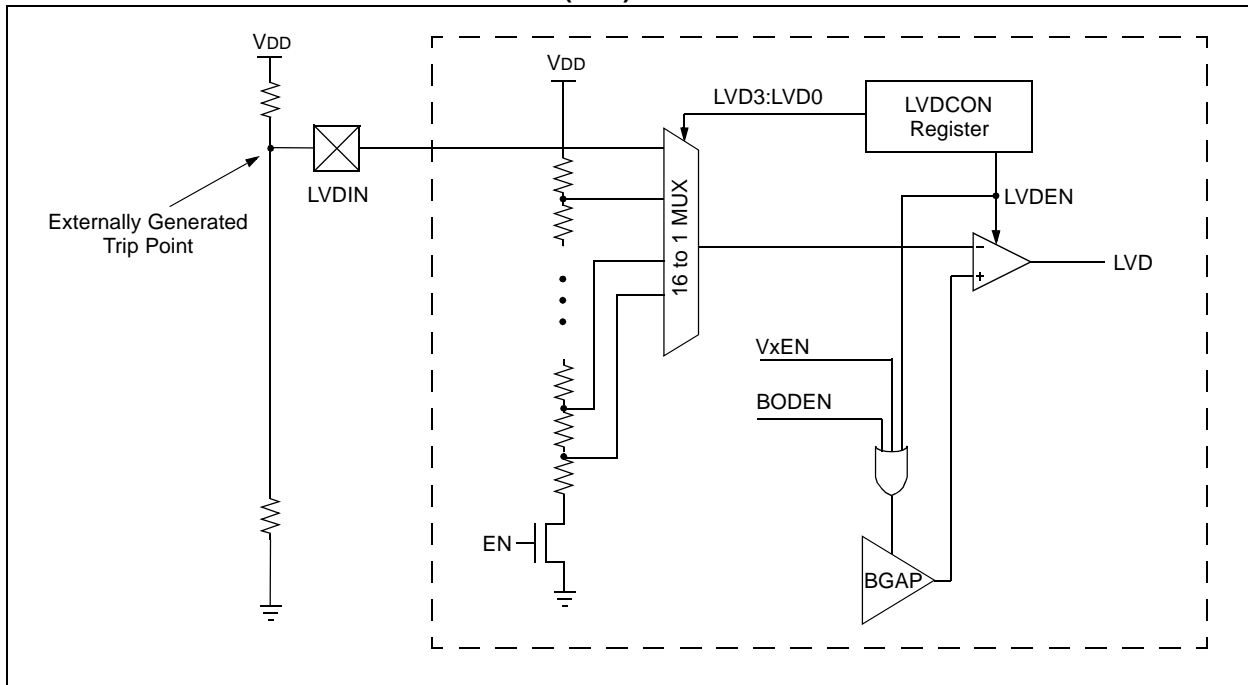 VDD
VDD
LVD3:LVD0
LVDCON
Register
LVDIN
16 to 1 MUX
LVDEN
Externally Generated
Trip Point
–
+
LVD
VxEN
BODEN
EN
BGAP